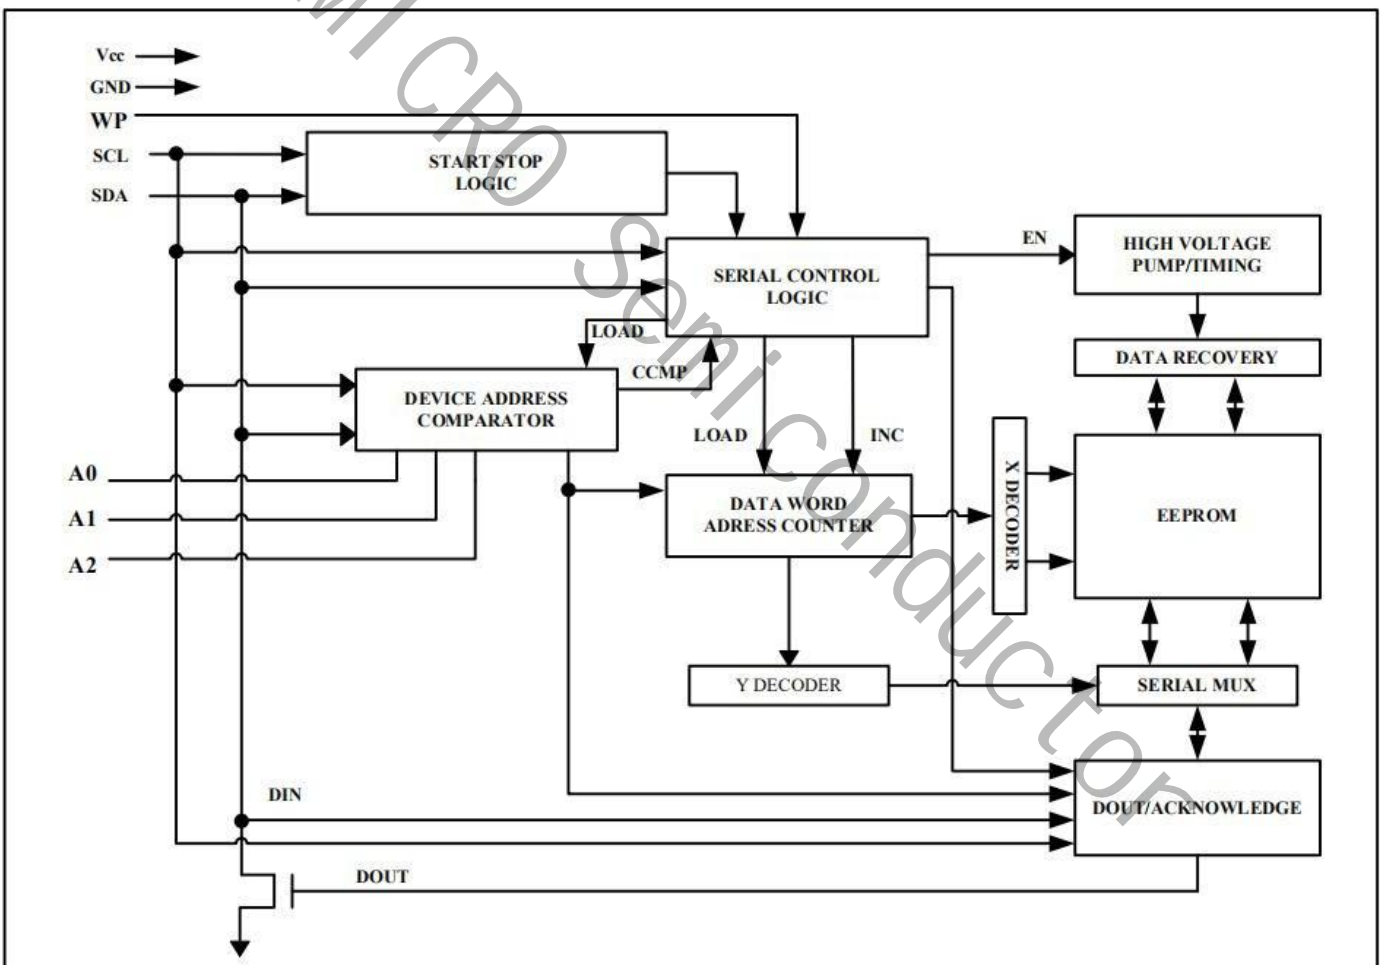 Vcc
GND
WP
SCL
SDA
START STOP
LOGIC
SERIAL CONTROL
LOGIC
EN
HIGH VOLTAGE
PUMP/TIMING
LOAD
CCMP
DATA RECOVERY
DEVICE ADDRESS
COMPARATOR
LOAD
INC
A0
A1
A2
DATA WORD
ADRESS COUNTER
X DECODER
EEPROM
Y DECODER
SERIAL MUX
DIN
DOUT/ACKNOWLEDGE
DOUT
MICRO Semiconductor